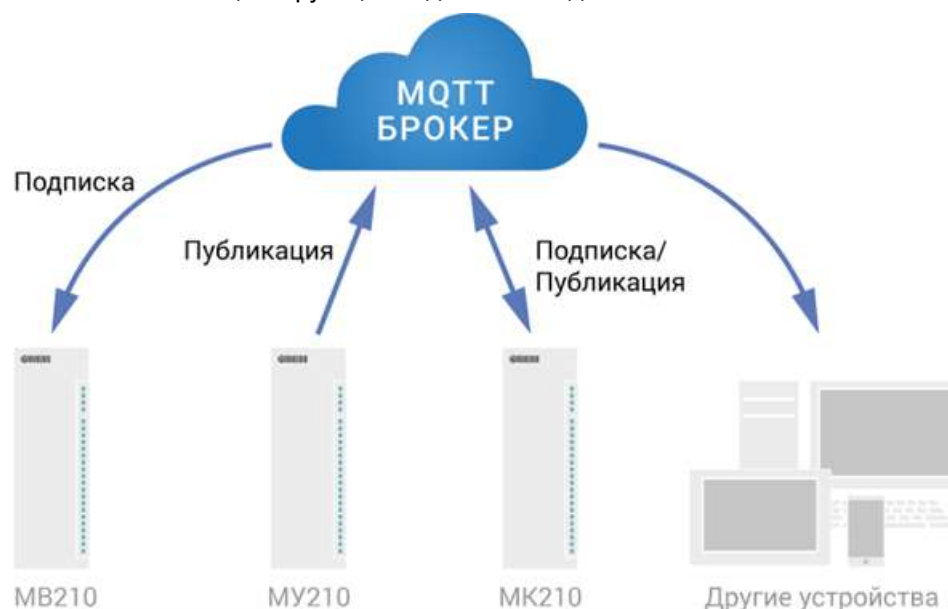 MQTT
БРОКЕР
Подписка
Публикация
Подписка/
Публикация
МВ210
МУ210
МК210
Другие устройства